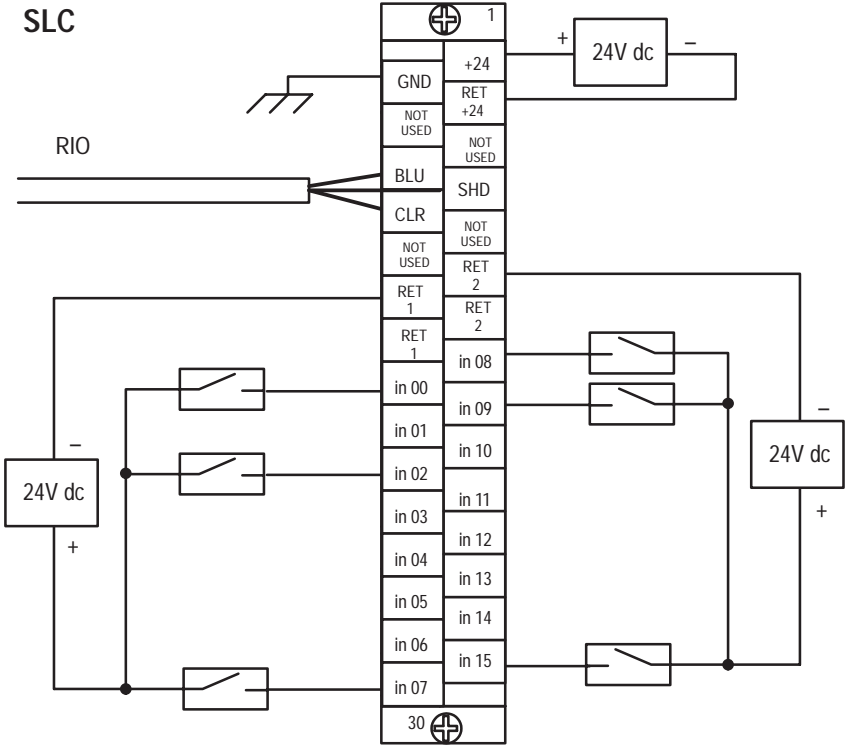 SLC
1
+24
+ 24V dc –
GND
RET
+24
NOT
USED
NOT
USED
RIO
BLU
SHD
CLR
NOT
USED
NOT
USED
RET
2
RET
1
RET
2
RET
1
in 08
in 00
in 09
in 01
in 10
in 02
in 11
in 03
in 12
in 04
in 13
in 05
in 14
in 06
in 15
in 07
30
–
24V dc
+
–
24V dc
+